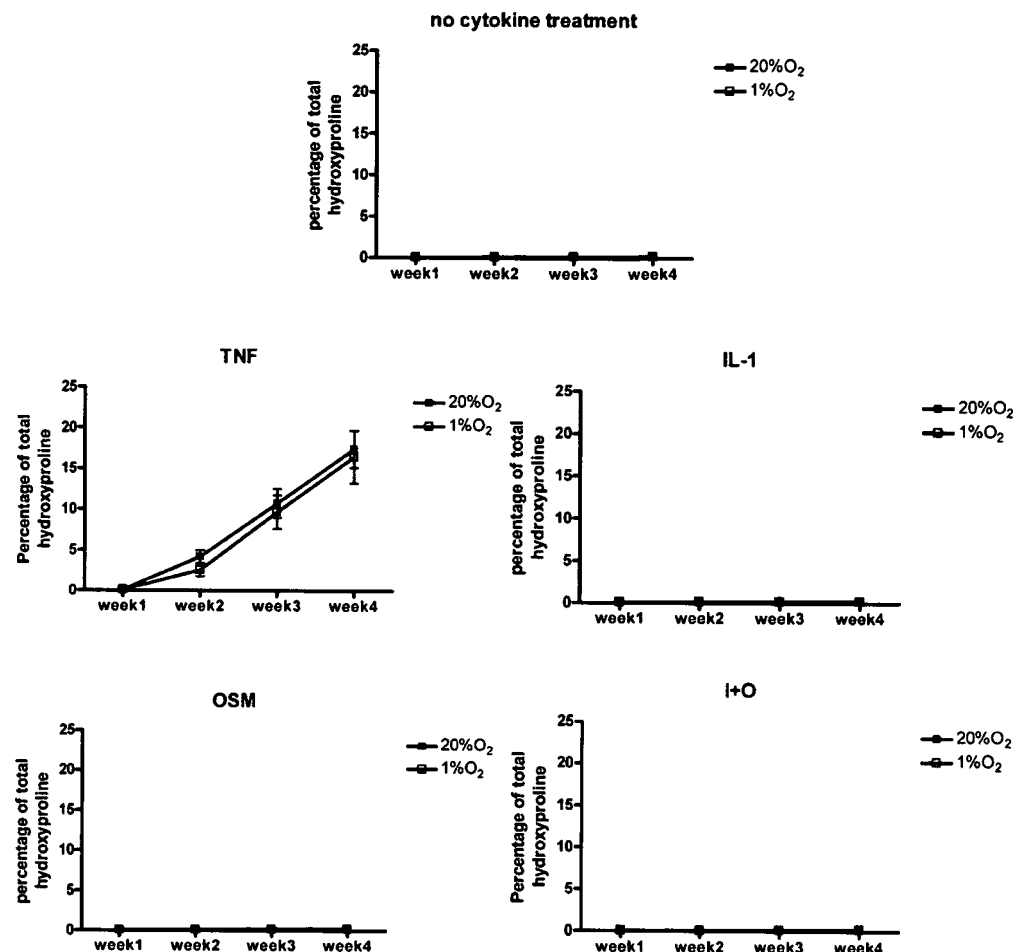 no cytokine treatment
percentage of total
hydroxyproline
25
20
15
10
5
0
week1 week2 week3 week4
20%O₂
1%O₂
TNF
Percentage of total
hydroxyproline
25
20
15
10
5
0
week1 week2 week3 week4
20%O₂
1%O₂
IL-1
percentage of total
hydroxyproline
25
20
15
10
5
0
week1 week2 week3 week4
20%O₂
1%O₂
OSM
percentage of total
hydroxyproline
25
20
15
10
5
0
week1 week2 week3 week4
20%O₂
1%O₂
I+O
Percentage of total
hydroxyproline
25
20
15
10
5
0
week1 week2 week3 week4
20%O₂
1%O₂